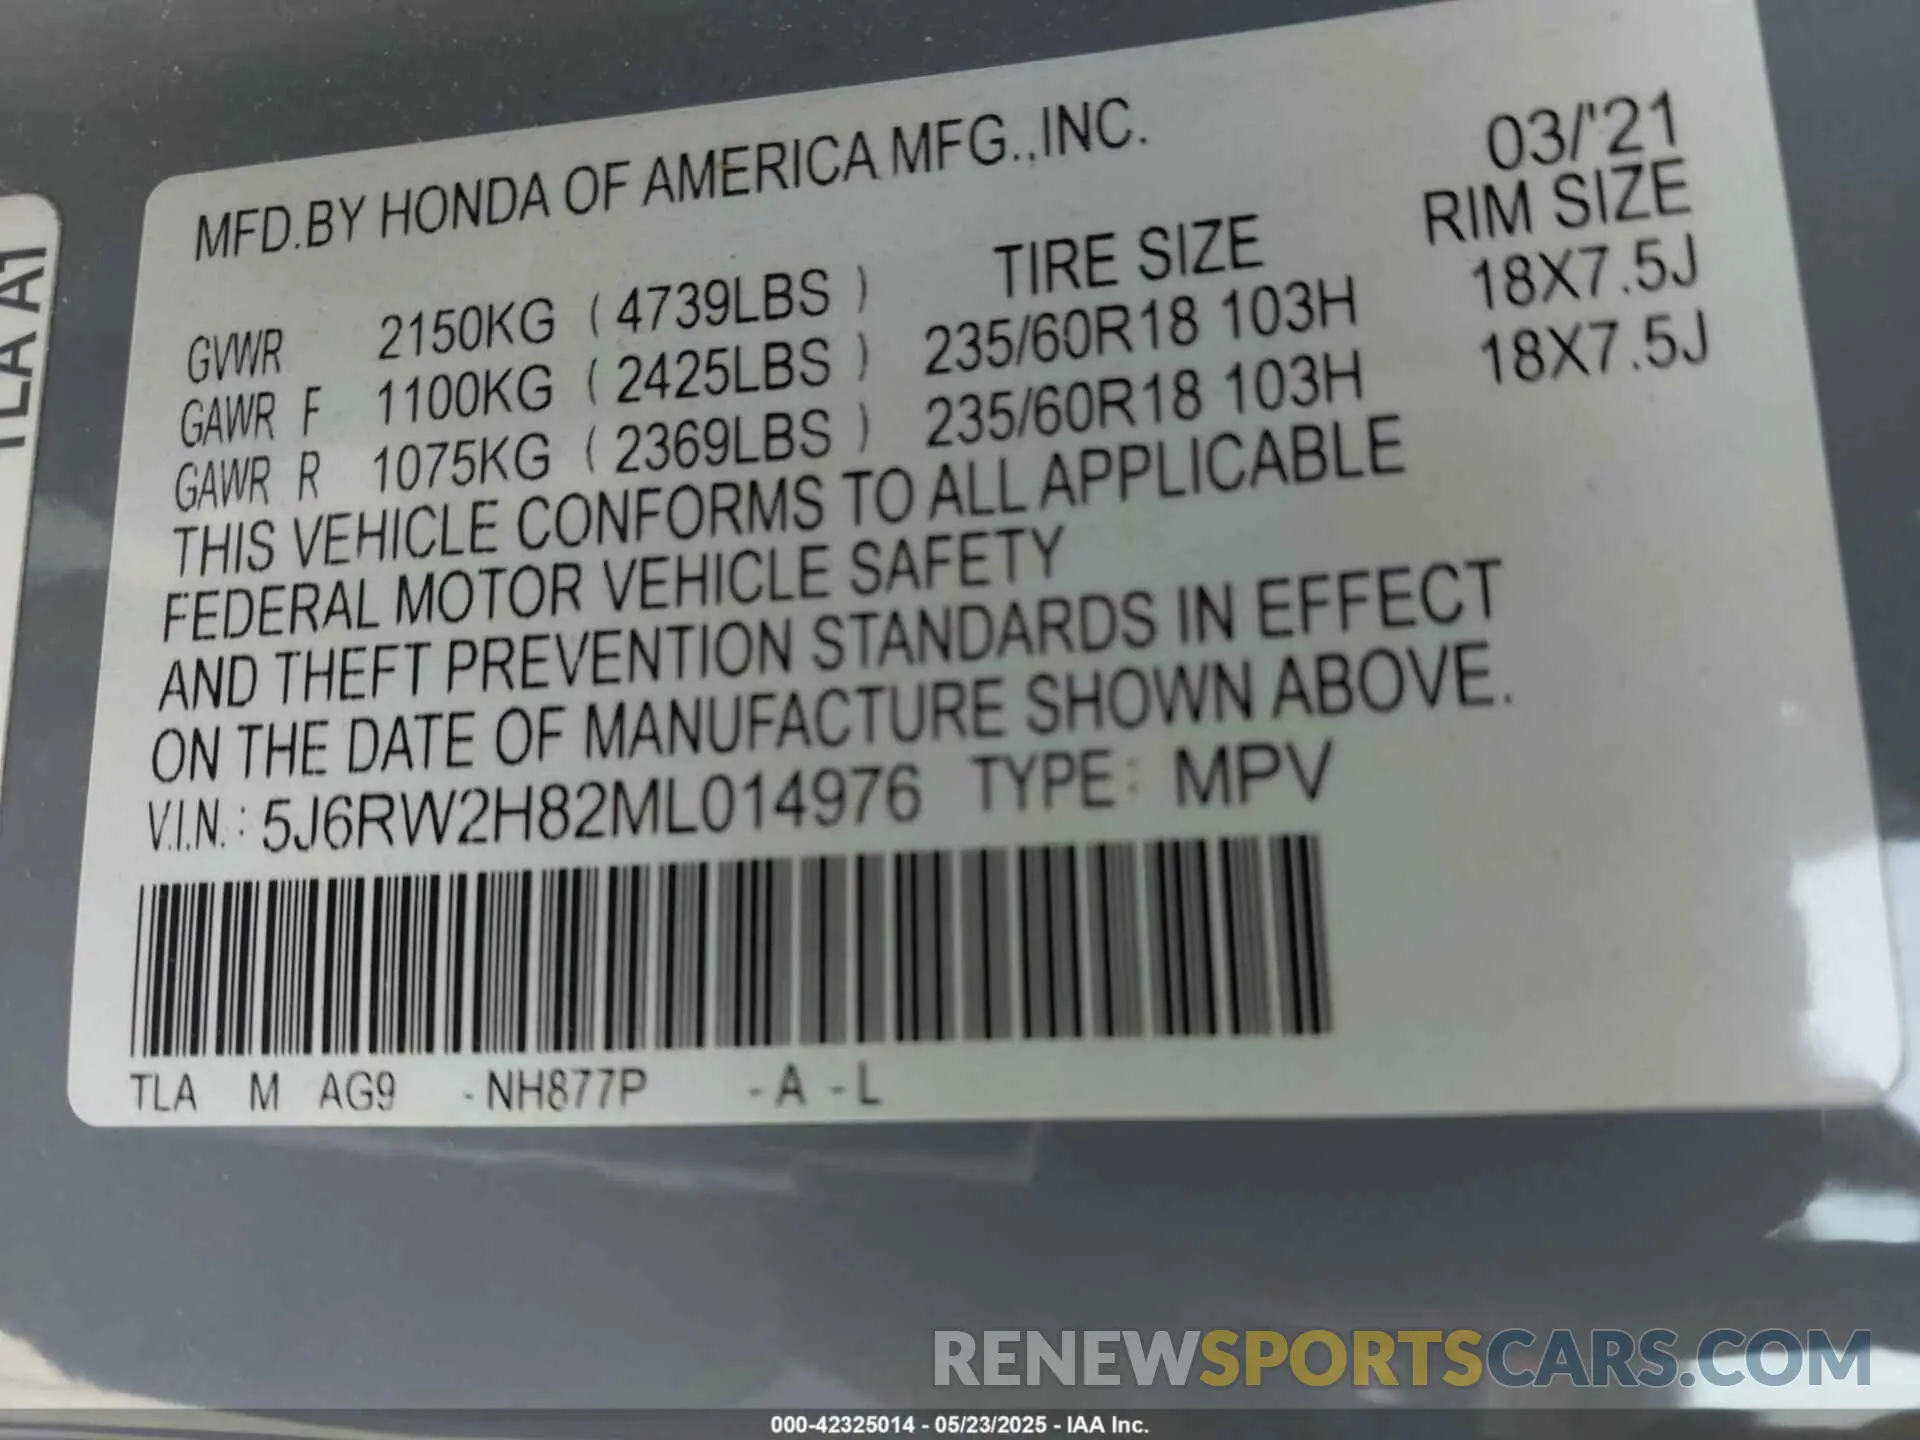 MFD.BY HONDA OF AMERICA MFG.,INC. 03/'21
TIRE SIZE RIM SIZE
GVWR 2150KG ( 4739LBS )
GAWR F 1100KG ( 2425LBS ) 235/60R18 103H 18X7.5J
GAWR R 1075KG ( 2369LBS ) 235/60R18 103H 18X7.5J
THIS VEHICLE CONFORMS TO ALL APPLICABLE
FEDERAL MOTOR VEHICLE SAFETY
AND THEFT PREVENTION STANDARDS IN EFFECT
ON THE DATE OF MANUFACTURE SHOWN ABOVE.
V.I.N.: 5J6RW2H82ML014976 TYPE: MPV
TLA M AG9 -NH877P -A -L
TLA A1
RENEWSPORTSCARS.COM
000-42325014 - 05/23/2025 - IAA Inc.